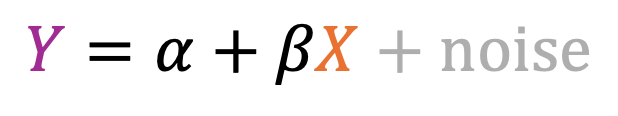 Y = α + βX + noise